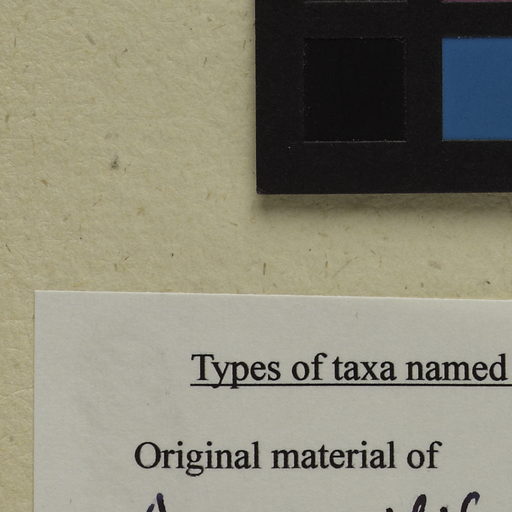 Types of taxa named
Original material of